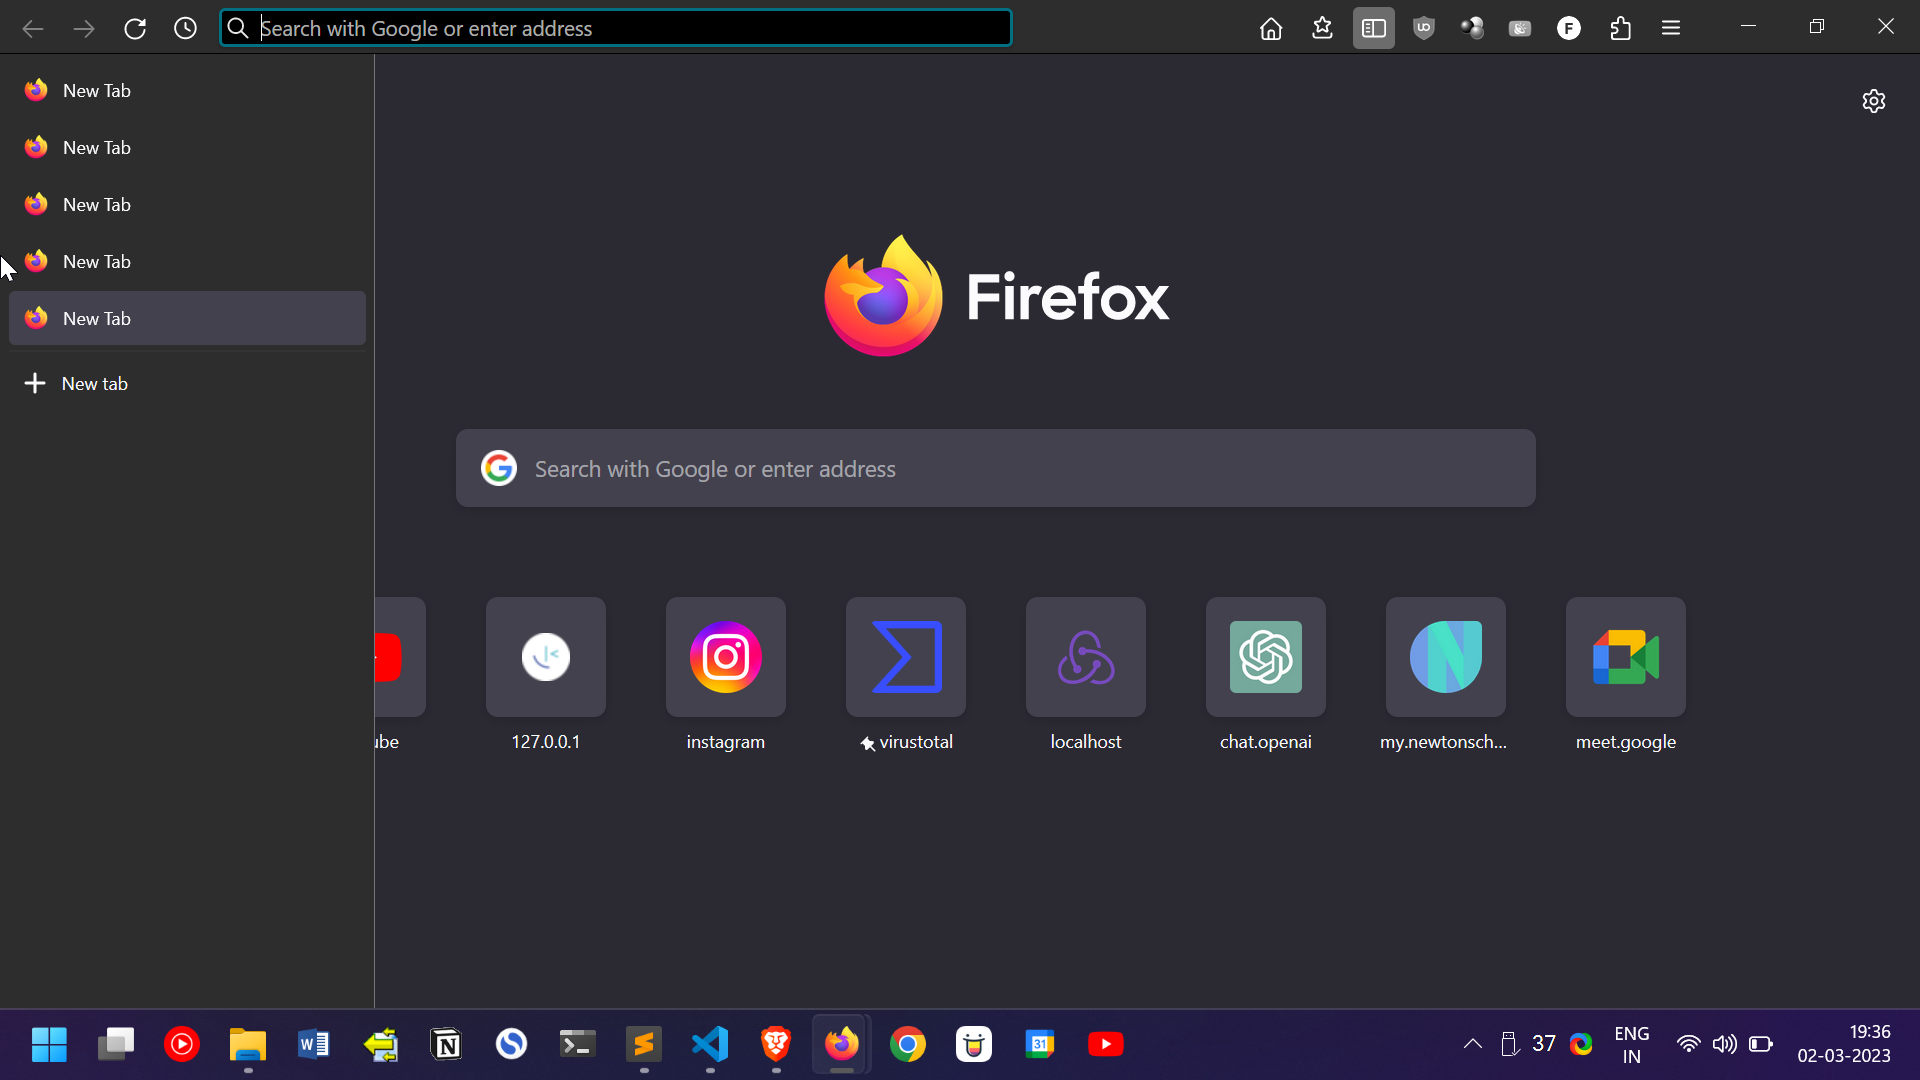 Search with Google or enter address
New Tab
New Tab
New Tab
New Tab
New Tab
New tab
Firefox
Search with Google or enter address
ube
127.0.0.1
instagram
virustotal
localhost
chat.openai
my.newtonsch...
meet.google
37
ENG
IN
19:36
02-03-2023